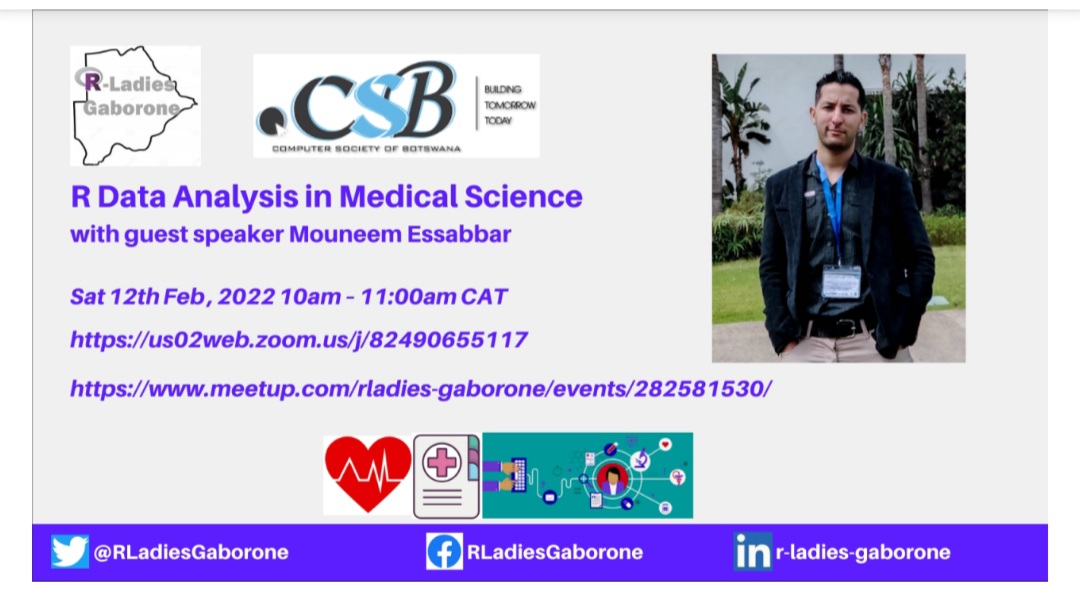 R-Ladies
Gaborone
CSB
BUILDING
TOMORROW
TODAY
COMPUTER SOCIETY OF BOTSWANA
R Data Analysis in Medical Science
with guest speaker Mouneem Essabbar
Sat 12th Feb, 2022 10am – 11:00am CAT
https://us02web.zoom.us/j/82490655117
https://www.meetup.com/rladies-gaborone/events/282581530/
@RLadiesGaborone
RLadiesGaborone
in r-ladies-gaborone